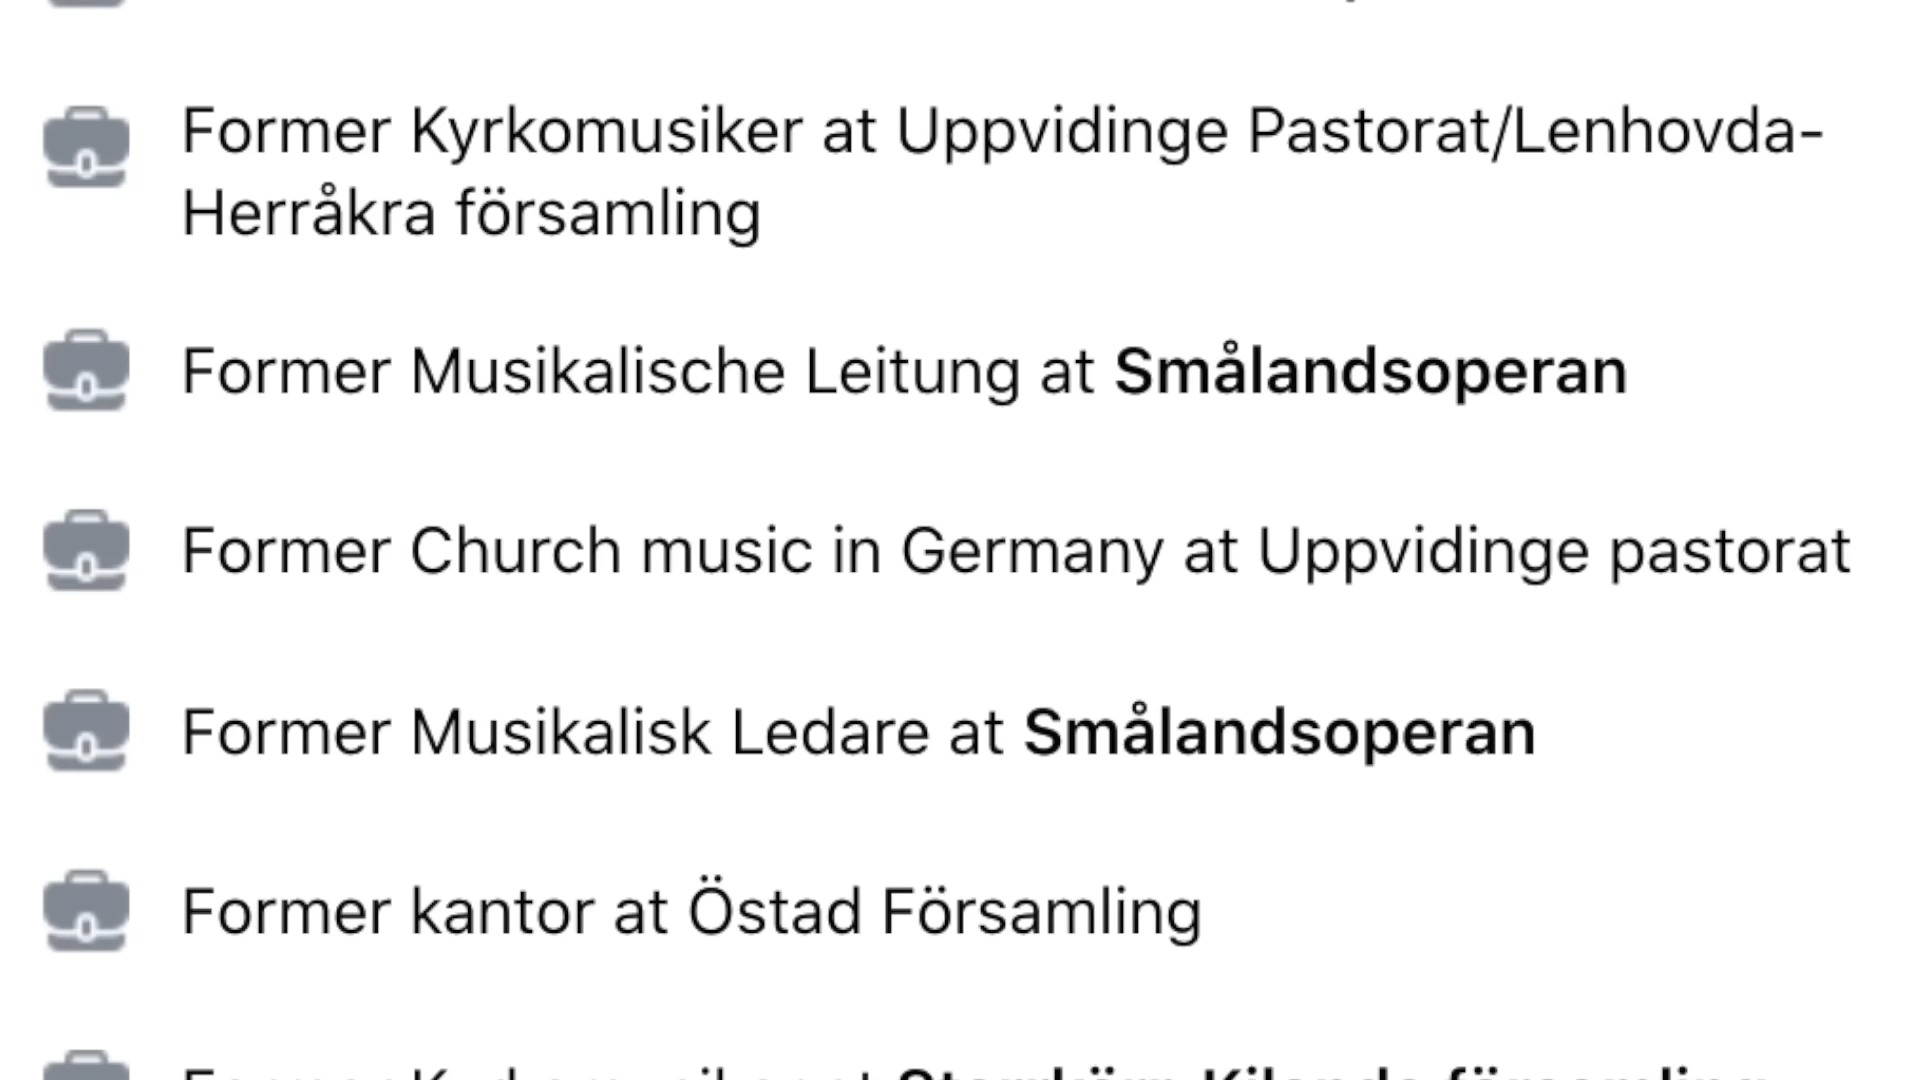 Former Kyrkomusiker at Uppvidinge Pastorat/Lenhovda-
Herråkra församling
Former Musikalische Leitung at Smålandsoperan
Former Church music in Germany at Uppvidinge pastorat
Former Musikalisk Ledare at Smålandsoperan
Former kantor at Östad Församling